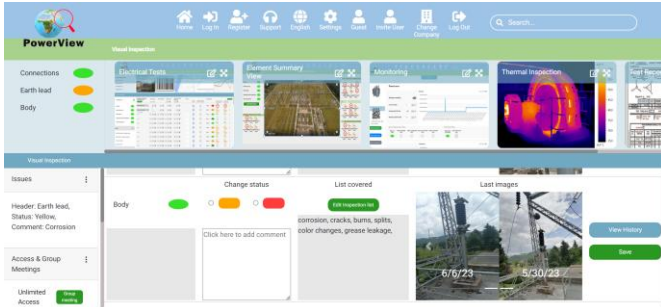 PowerView
Home
Log in
Register
Support
English
Settings
Guest
Invite User
Change
Company
Log Out
Search...
Visual Inspection
Connections
Earth lead
Body
Electrical Tests
Element Summary
View
Monitoring
Thermal Inspection
Visual Inspection
Issues
Header: Earth lead,
Status: Yellow,
Comment: Corrosion
Access & Group
Meetings
Unlimited
Access
Group
meeting
Change status
List covered
Last images
Body
Edit Inspection list
Click here to add comment
corrosion, cracks, burns, splits,
color changes, grease leakage,
6/6/23
5/30/23
View History
Save